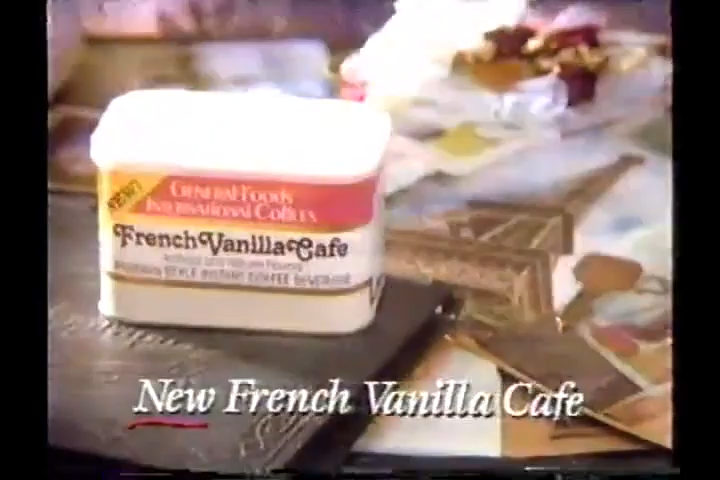 NEW!
GENERAL FOODS
INTERNATIONAL COFFEES
French Vanilla Cafe
STYLE INSTANT COFFEE BEVERAGE
New French Vanilla Cafe